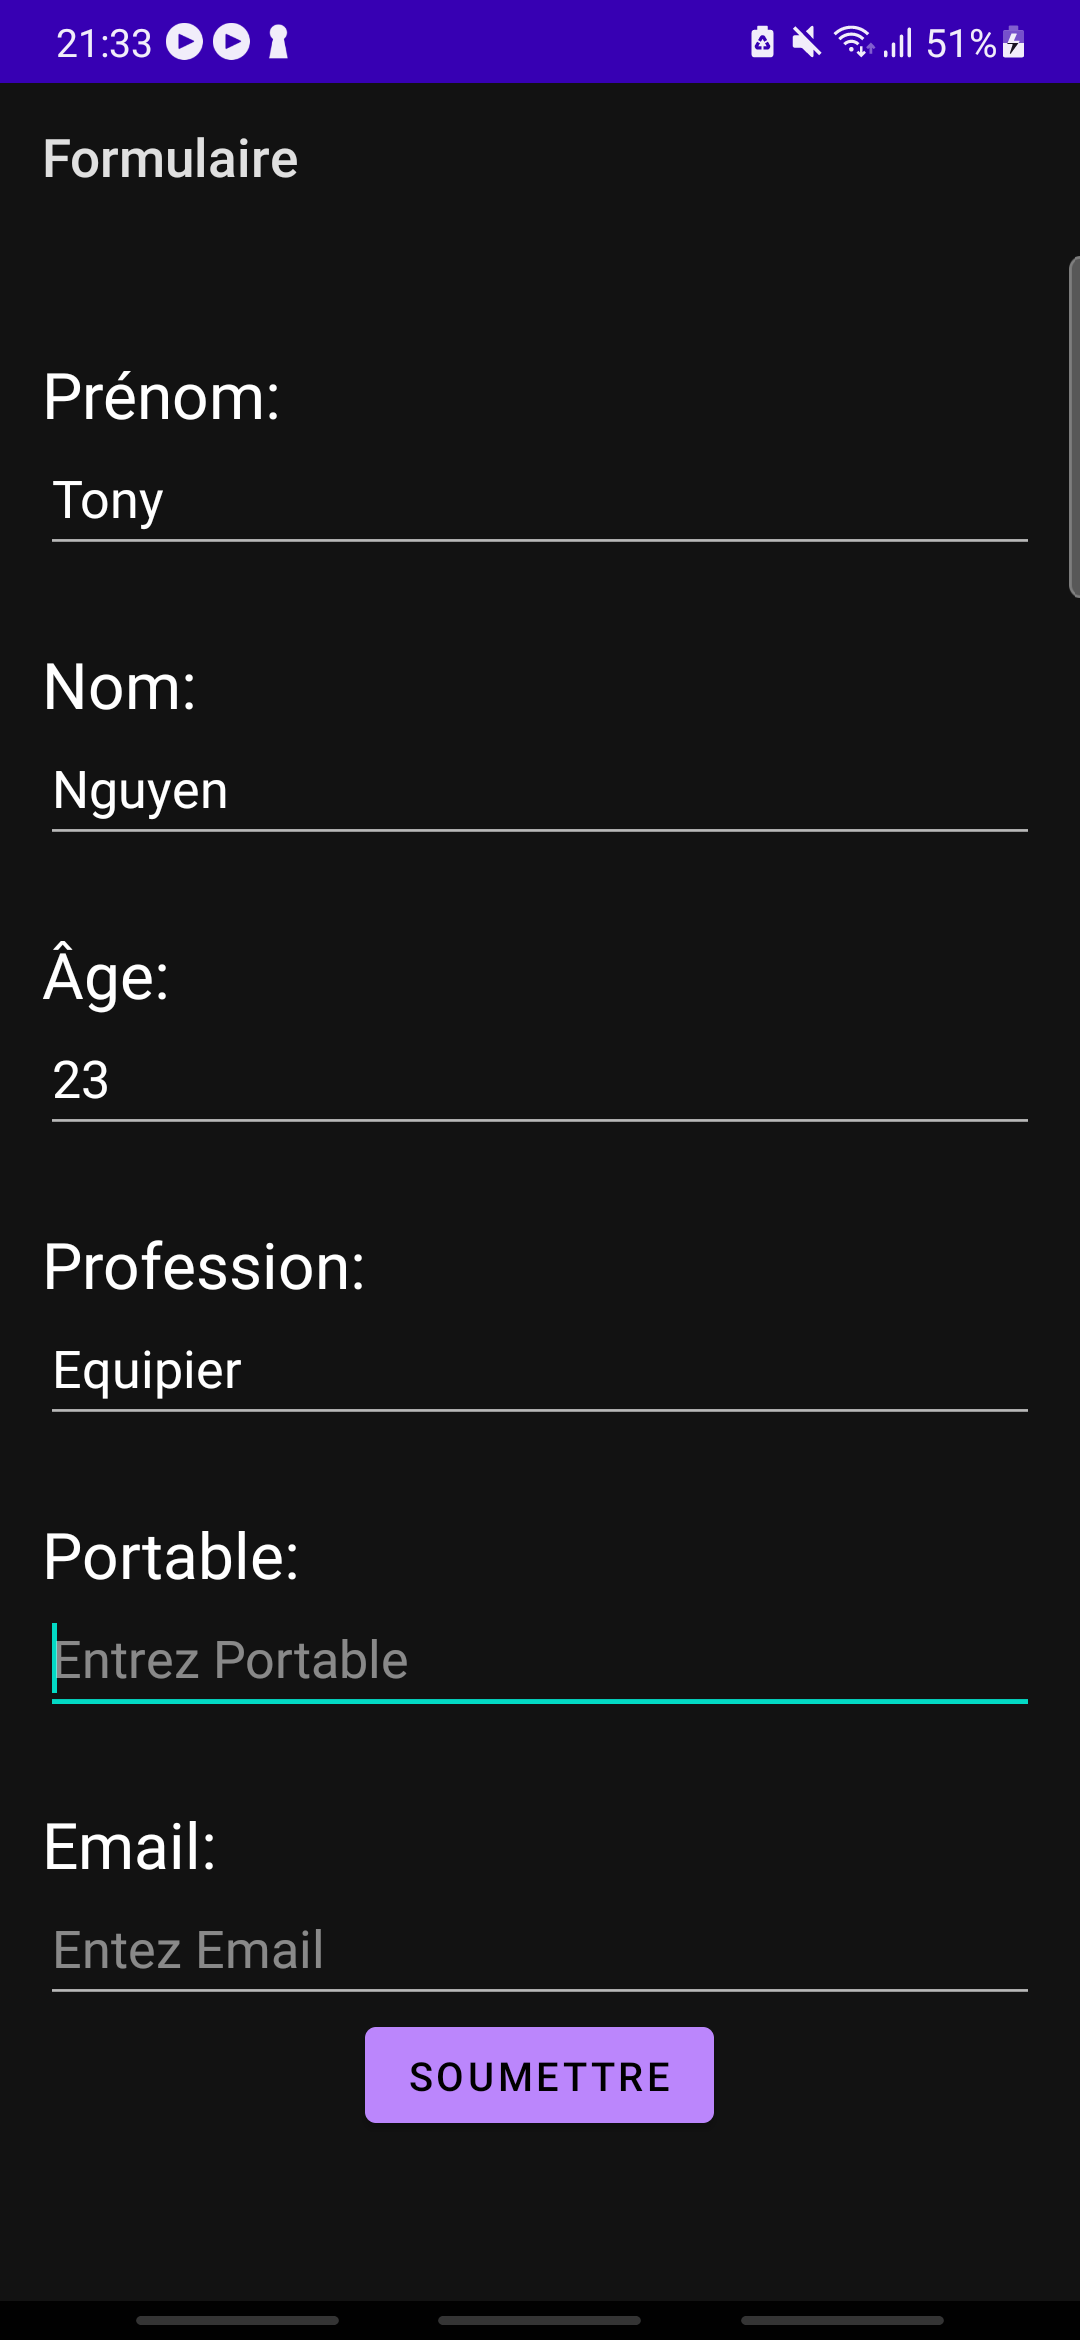 21:33 51%
Formulaire
Prénom:
Tony
Nom:
Nguyen
Âge:
23
Profession:
Equipier
Portable:
Entrez Portable
Email:
Entez Email
SOUMETTRE